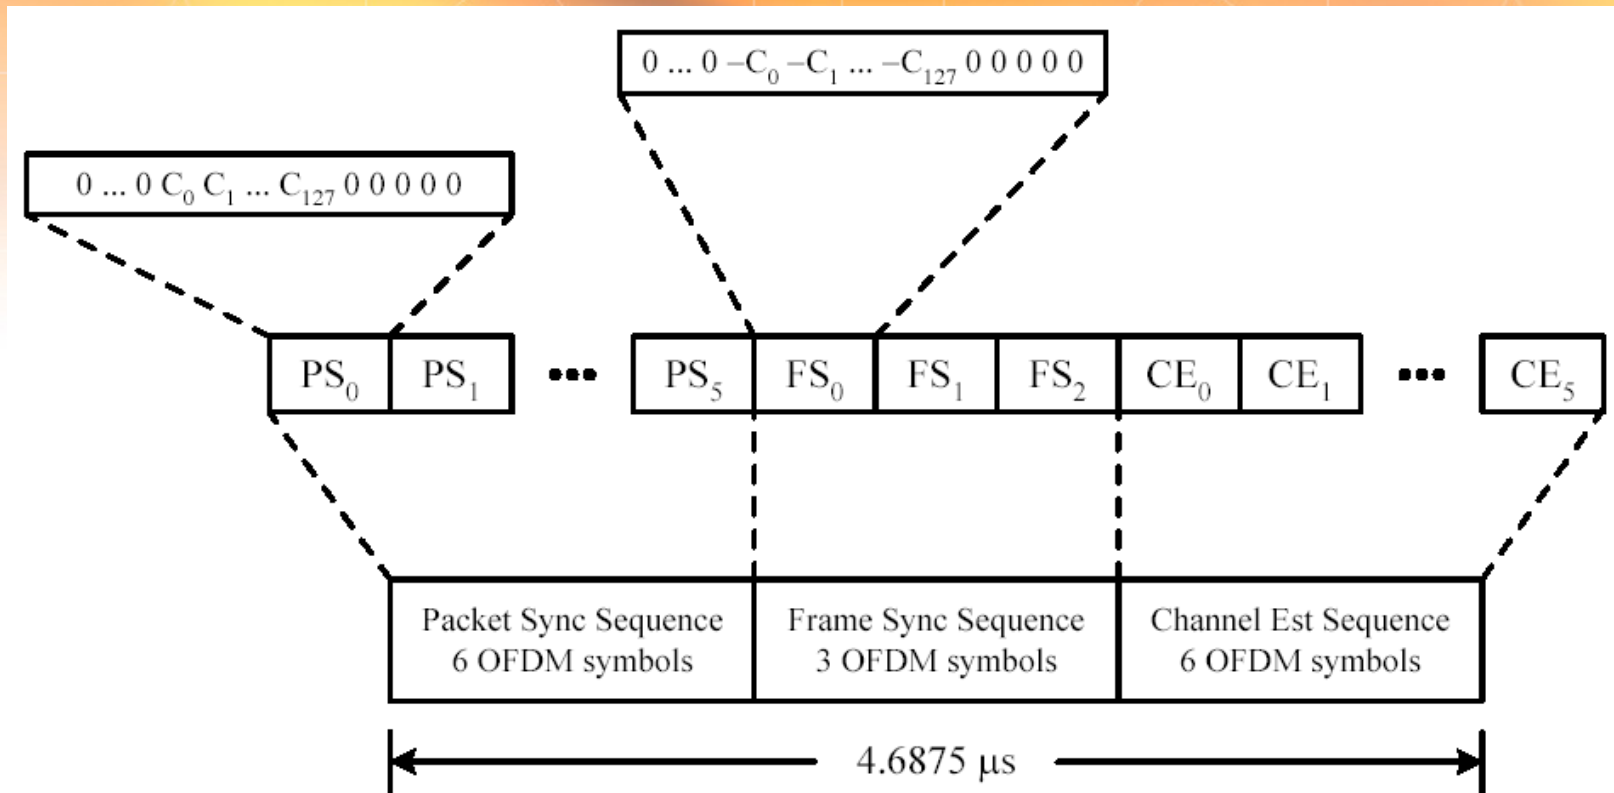 0 ... 0 –C₀ –C₁ ... –C₁₂₇ 0 0 0 0 0
0 ... 0 C₀ C₁ ... C₁₂₇ 0 0 0 0 0
PS₀ PS₁ ••• PS₅ FS₀ FS₁ FS₂ CE₀ CE₁ ••• CE₅
Packet Sync Sequence
6 OFDM symbols
Frame Sync Sequence
3 OFDM symbols
Channel Est Sequence
6 OFDM symbols
4.6875 μs